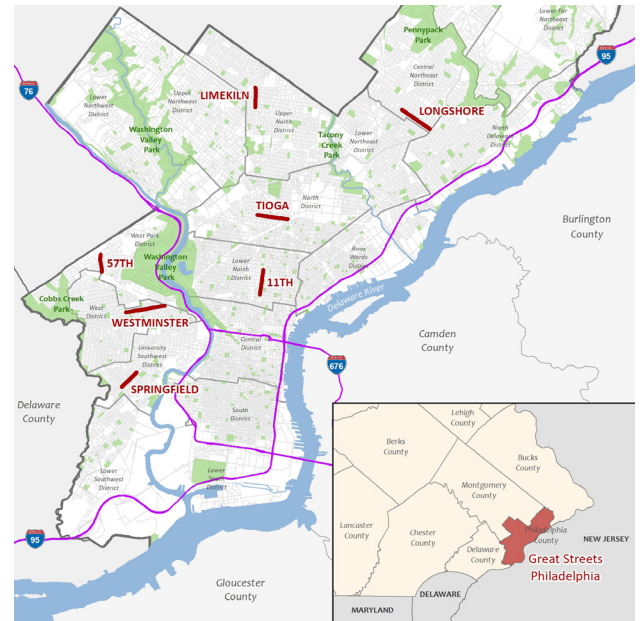 Pennypack
Park
Lower Far
Northeast
District
95
76
LIMEKILN
Upper
Northwest
District
Lower
Northwest
District
Central
Northeast
District
LONGSHORE
Upper
North
District
Washington
Valley
Park
Tacony
Creek
Park
Lower
Northeast
District
North
Delaware
District
TIOGA
North
District
Burlington
County
West Park
District
57TH
Washington
Valley
Park
Lower
North
District
11TH
River
Wards
District
Cobbs Creek
Park
West
District
WESTMINSTER
Delaware River
Camden
County
University
Southwest
District
Central
District
676
SPRINGFIELD
Delaware
County
South
District
Lower
Southwest
District
Lower
South
District
95
Gloucester
County
Lehigh
County
Berks
County
Bucks
County
Montgomery
County
Lancaster
County
Chester
County
Delaware
County
Philadelphia
County
NEW JERSEY
Great Streets
Philadelphia
DELAWARE
MARYLAND